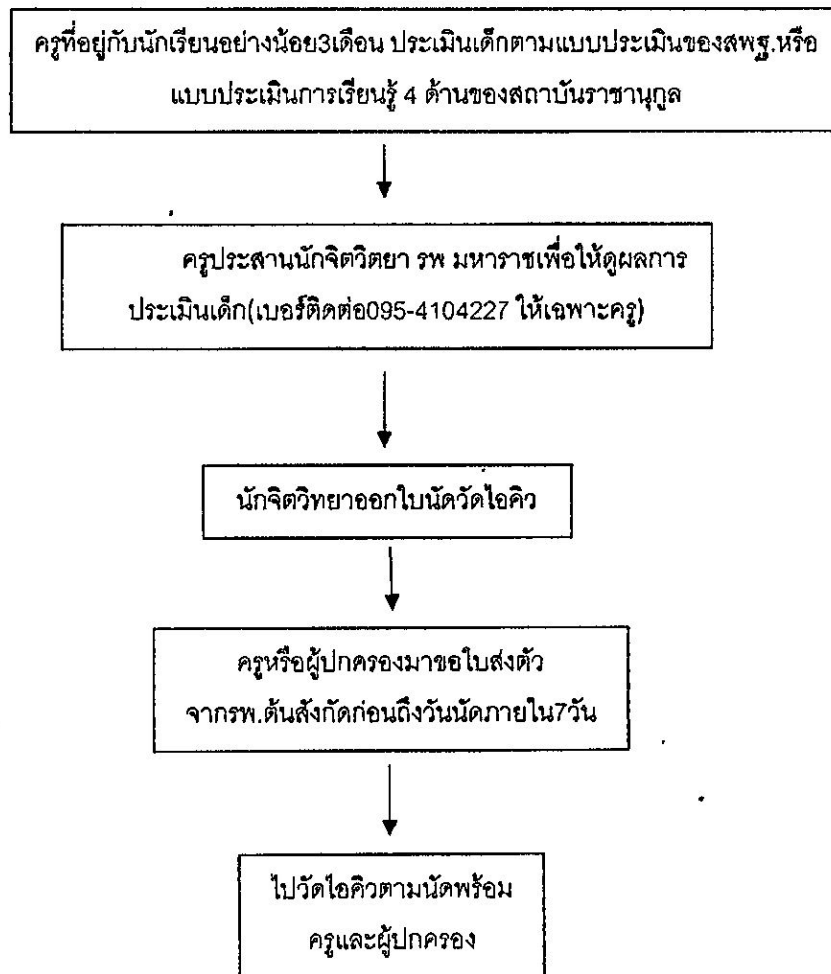 ครูที่อยู่กับนักเรียนอย่างน้อย3เดือน ประเมินเด็กตามแบบประเมินของสพฐ.หรือ
แบบประเมินการเรียนรู้ 4 ด้านของสถาบันราชานุกูล
ครูประสานนักจิตวิตยา รพ มหาราชเพื่อให้ดูผลการ
ประเมินเด็ก(เบอร์ติดต่อ095-4104227 ให้เฉพาะครู)
นักจิตวิทยาออกใบนัดวัดไอคิว
ครูหรือผู้ปกครองมาขอใบส่งตัว
จากรพ.ต้นสังกัดก่อนถึงวันนัดภายใน7วัน
ไปวัดไอคิวตามนัดพร้อม
ครูและผู้ปกครอง